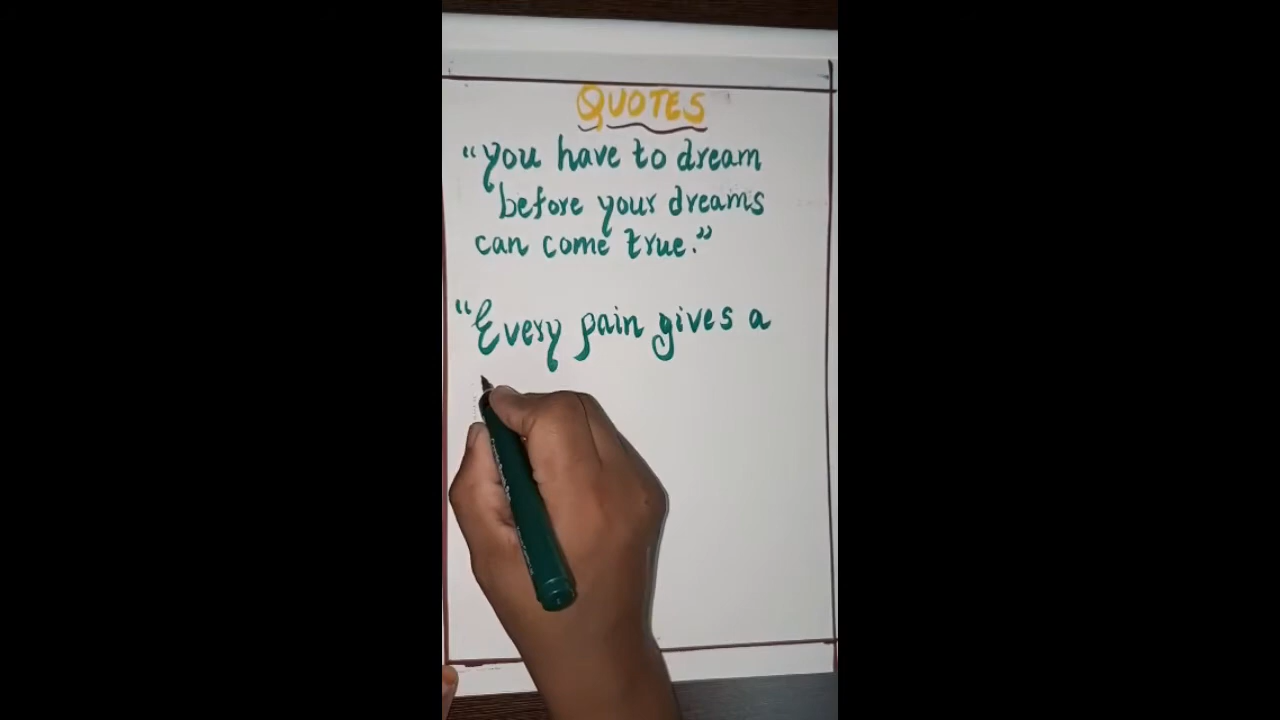 QUOTES
“You have to dream
before your dreams
can come true.”
“Every pain gives a